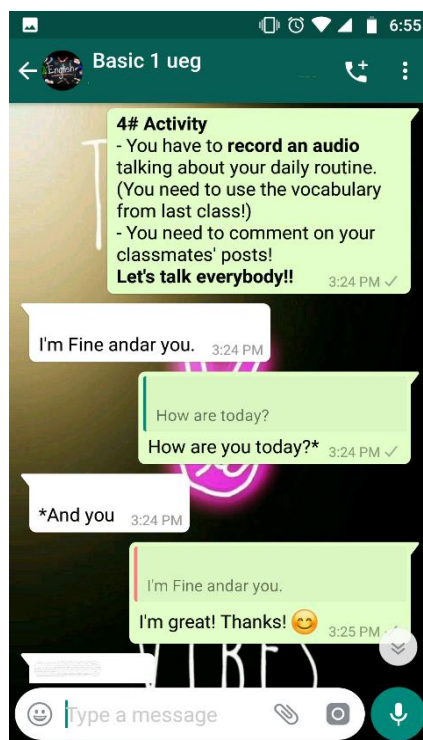 6:55
English
Basic 1 ueg
4# Activity
- You have to record an audio
talking about your daily routine.
(You need to use the vocabulary
from last class!)
- You need to comment on your
classmates' posts!
Let's talk everybody!!
3:24 PM
I'm Fine andar you.
3:24 PM
How are today?
How are you today?*
3:24 PM
*And you
3:24 PM
I'm Fine andar you.
I'm great! Thanks! 😊
3:25 PM
VIBES
Type a message